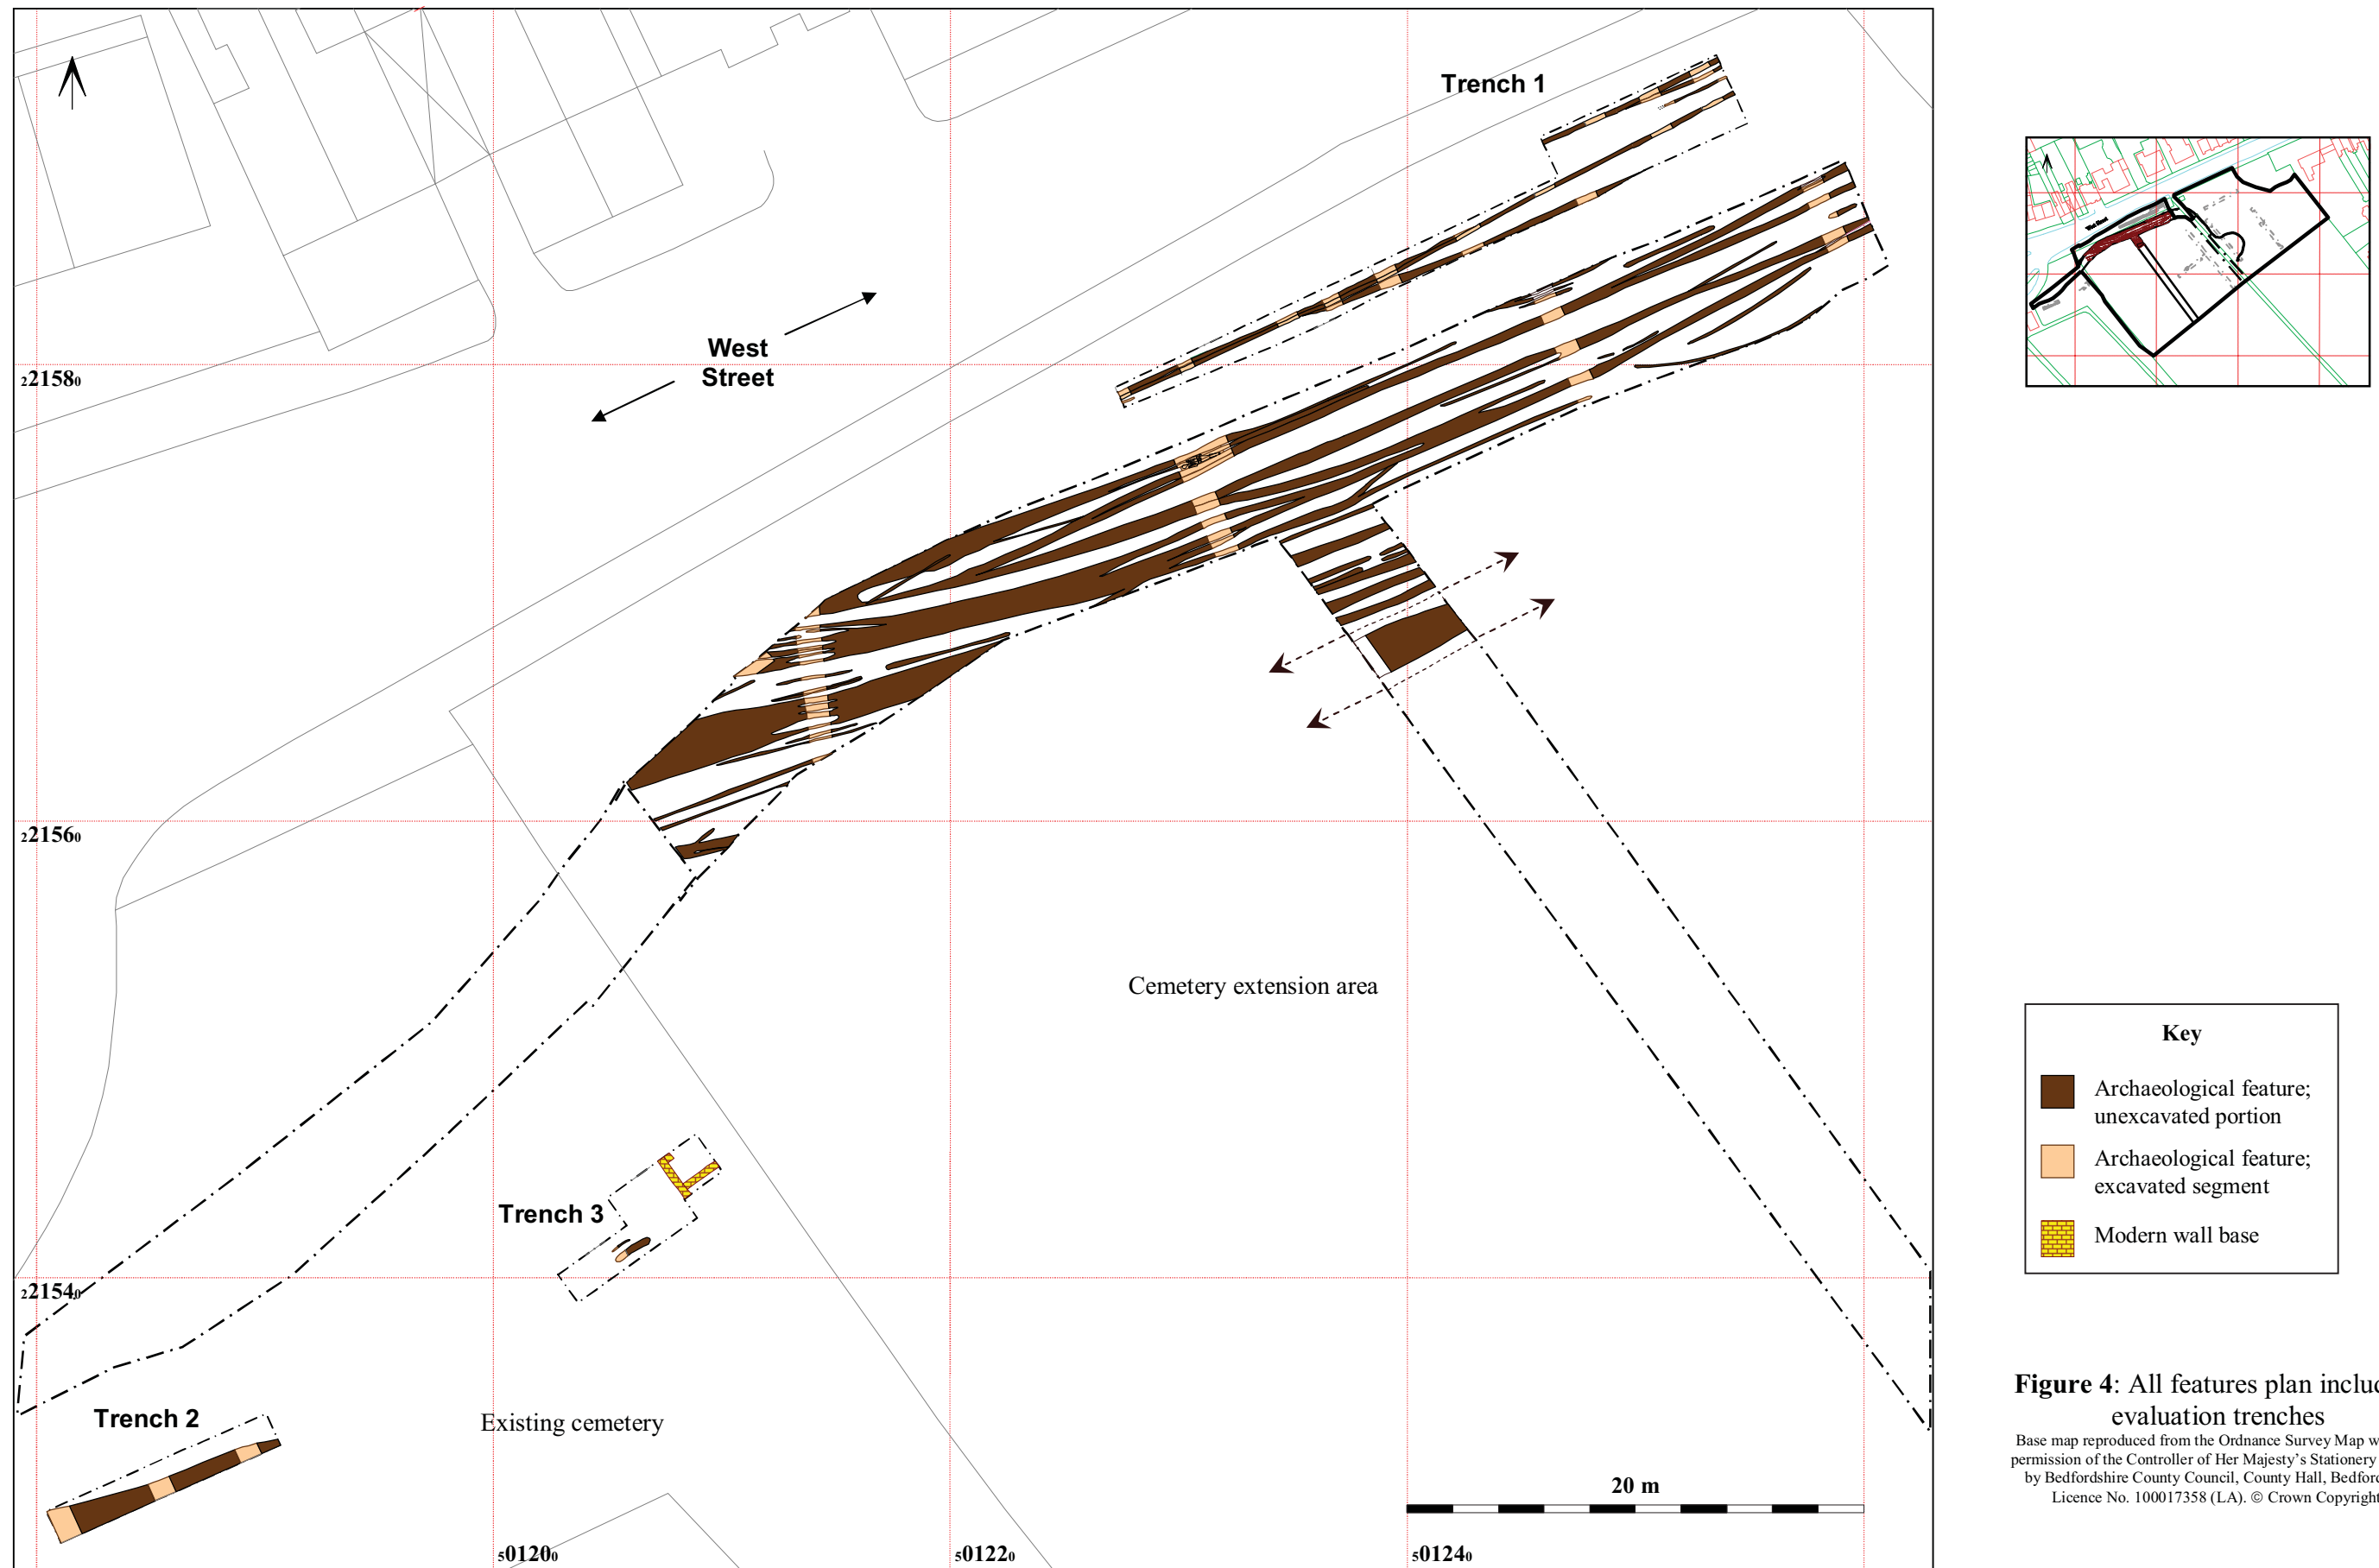 Trench 1
West
Street
221580
221560
Cemetery extension area
Trench 3
221540
Trench 2
Existing cemetery
20 m
501200
501220
501240
Key
Archaeological feature;
unexcavated portion
Archaeological feature;
excavated segment
Modern wall base
Figure 4: All features plan includ
evaluation trenches
Base map reproduced from the Ordnance Survey Map w
permission of the Controller of Her Majesty's Stationery
by Bedfordshire County Council, County Hall, Bedford
Licence No. 100017358 (LA). © Crown Copyright